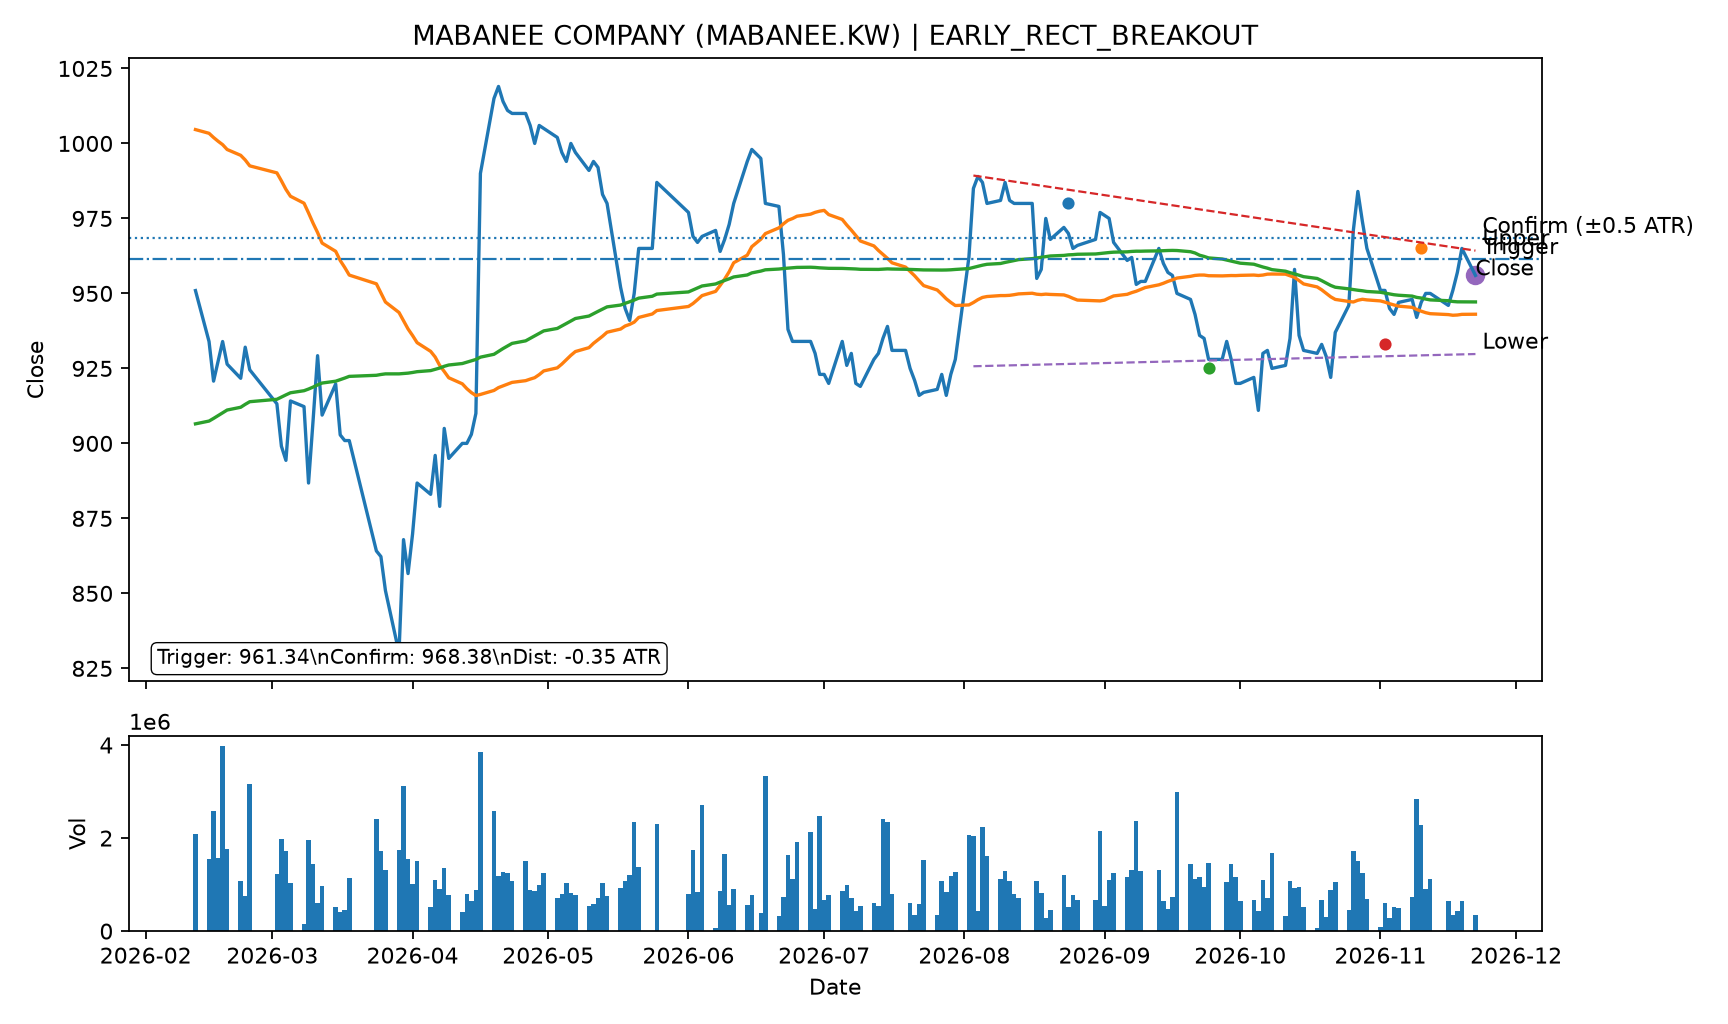 MABANEE COMPANY (MABANEE.KW) | EARLY_RECT_BREAKOUT
Close
1025
1000
975
950
925
900
875
850
825
Confirm (±0.5 ATR)
Upper
Trigger
Close
Lower
Trigger: 961.34\nConfirm: 968.38\nDist: -0.35 ATR
1e6
Vol
4
2
0
2026-02 2026-03 2026-04 2026-05 2026-06 2026-07 2026-08 2026-09 2026-10 2026-11 2026-12
Date